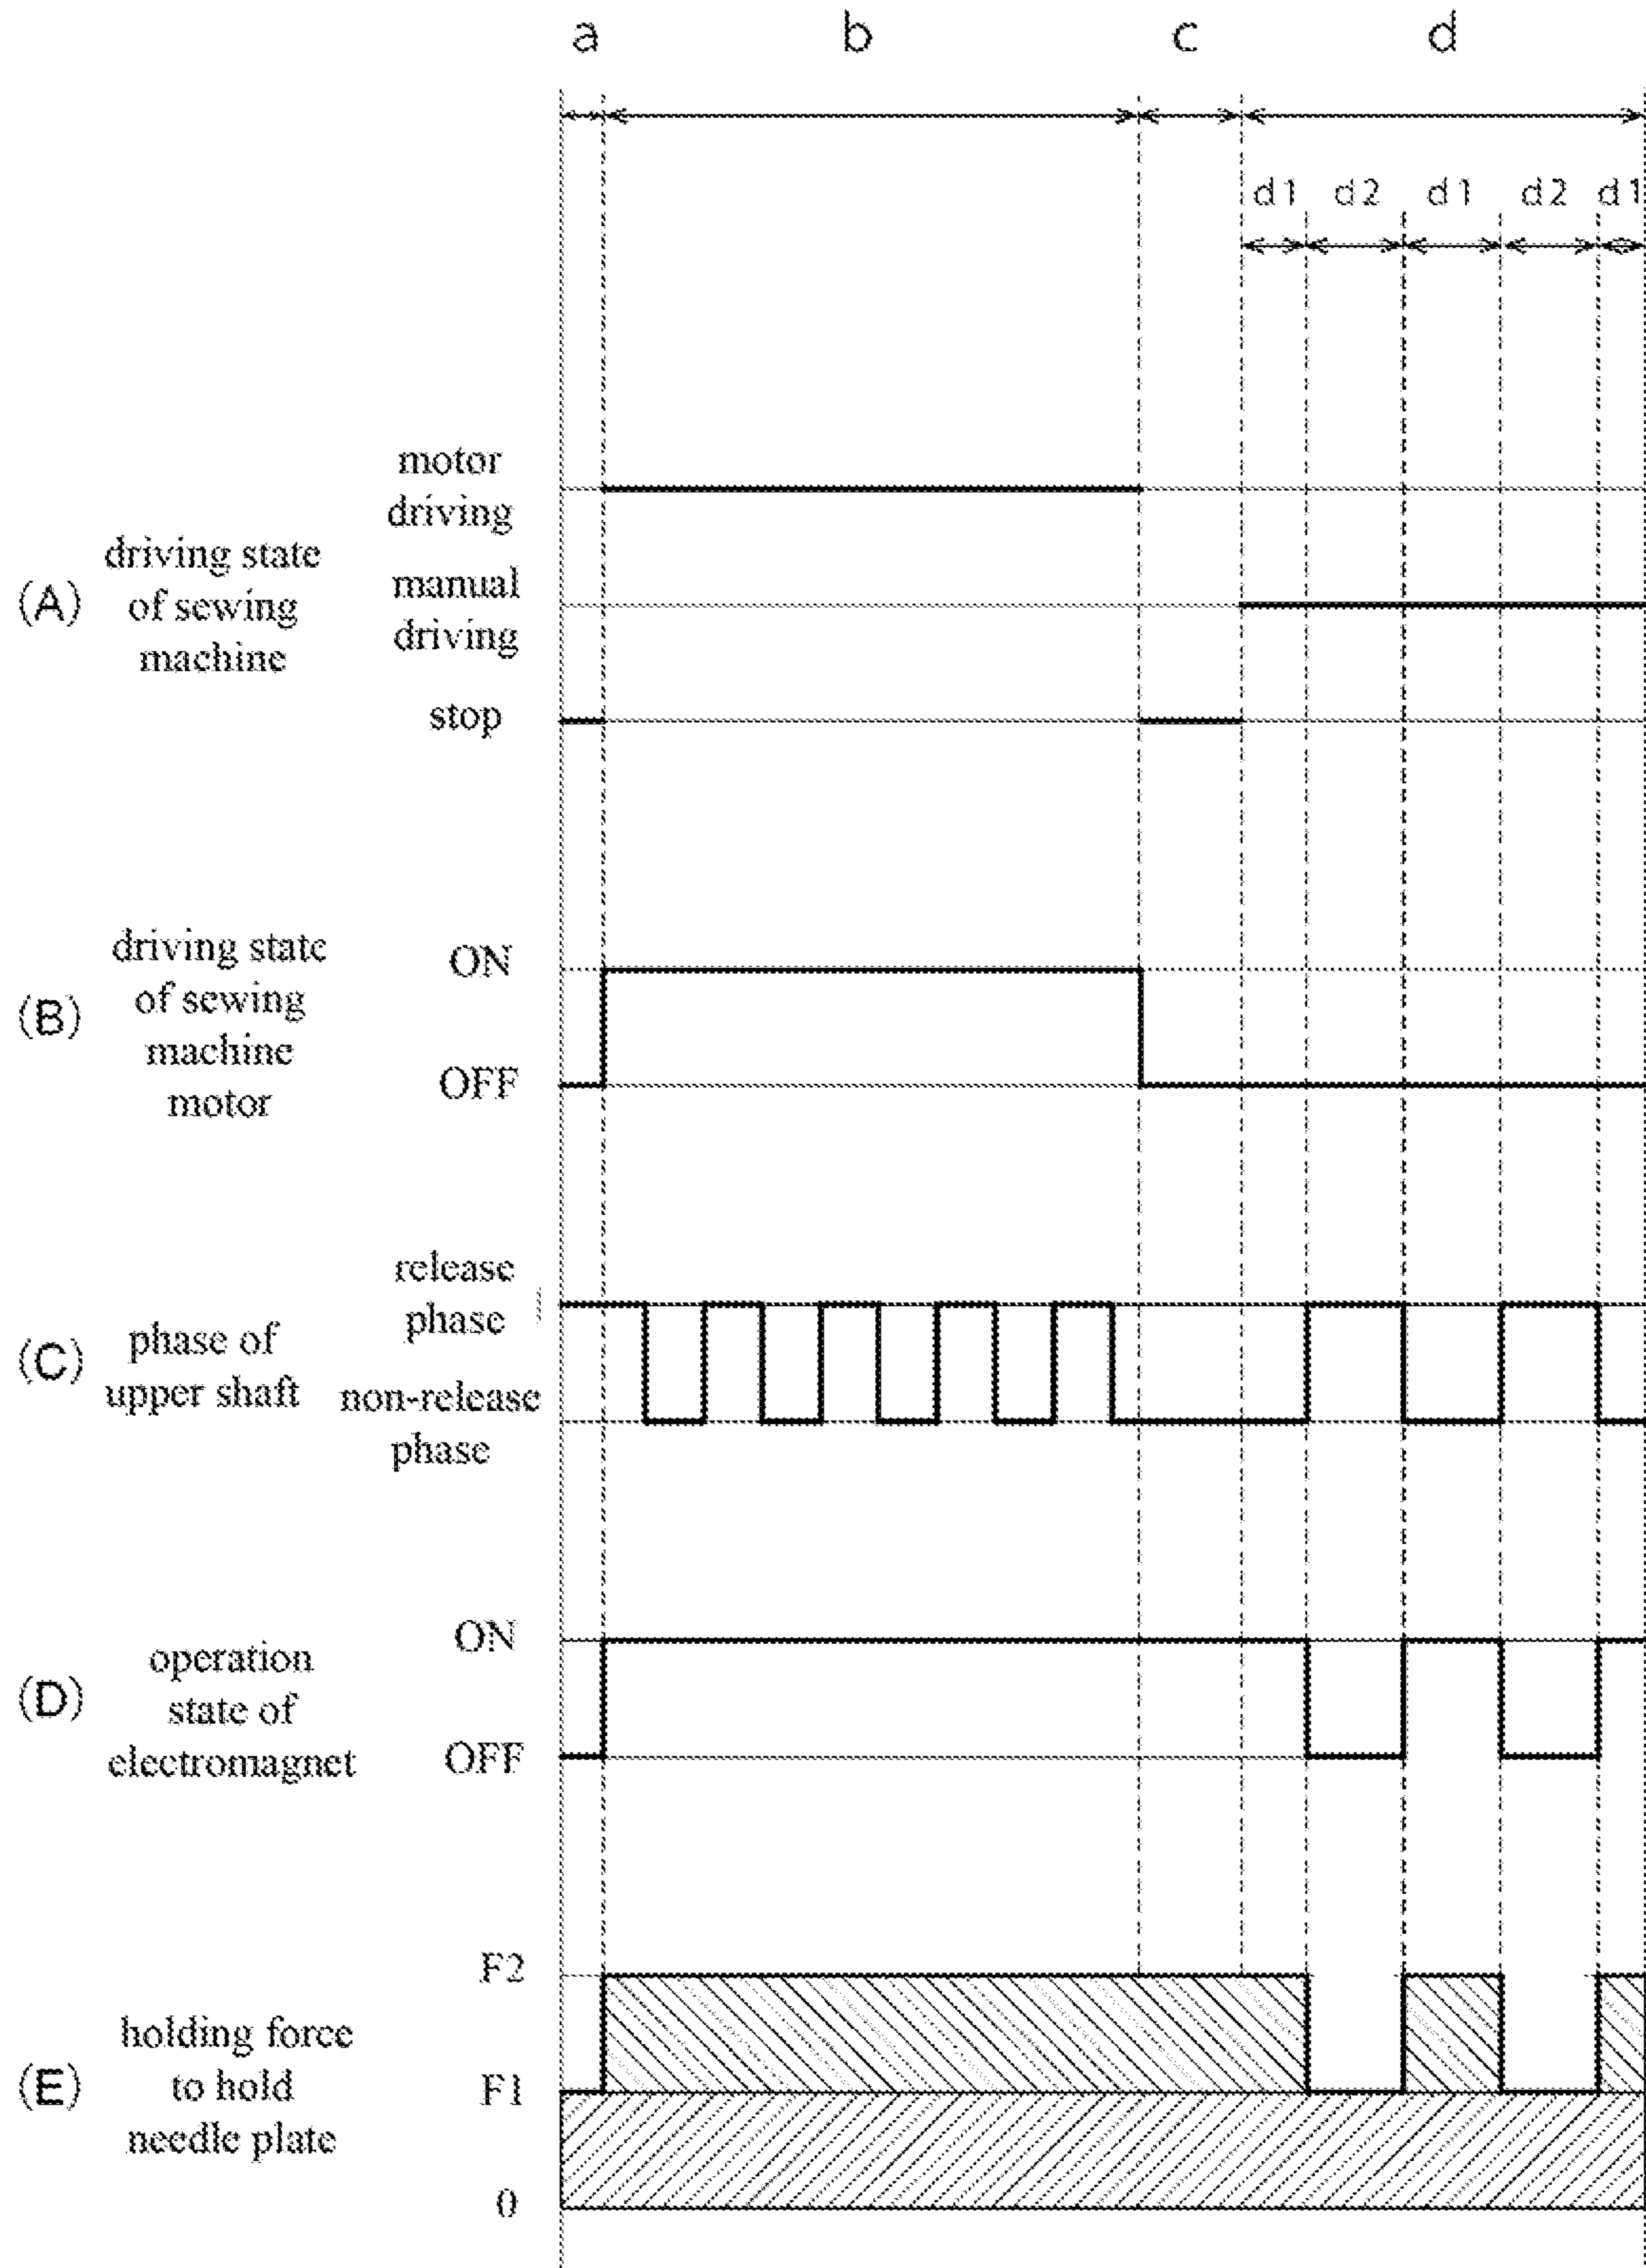 a b c d
d1 d2 d1 d2 d1
(A) driving state
of sewing
machine
motor
driving
manual
driving
stop
(B) driving state
of sewing
machine
motor
ON
OFF
(C) phase of
upper shaft
release
phase
non-release
phase
(D) operation
state of
electromagnet
ON
OFF
(E) holding force
to hold
needle plate
F2
F1
0